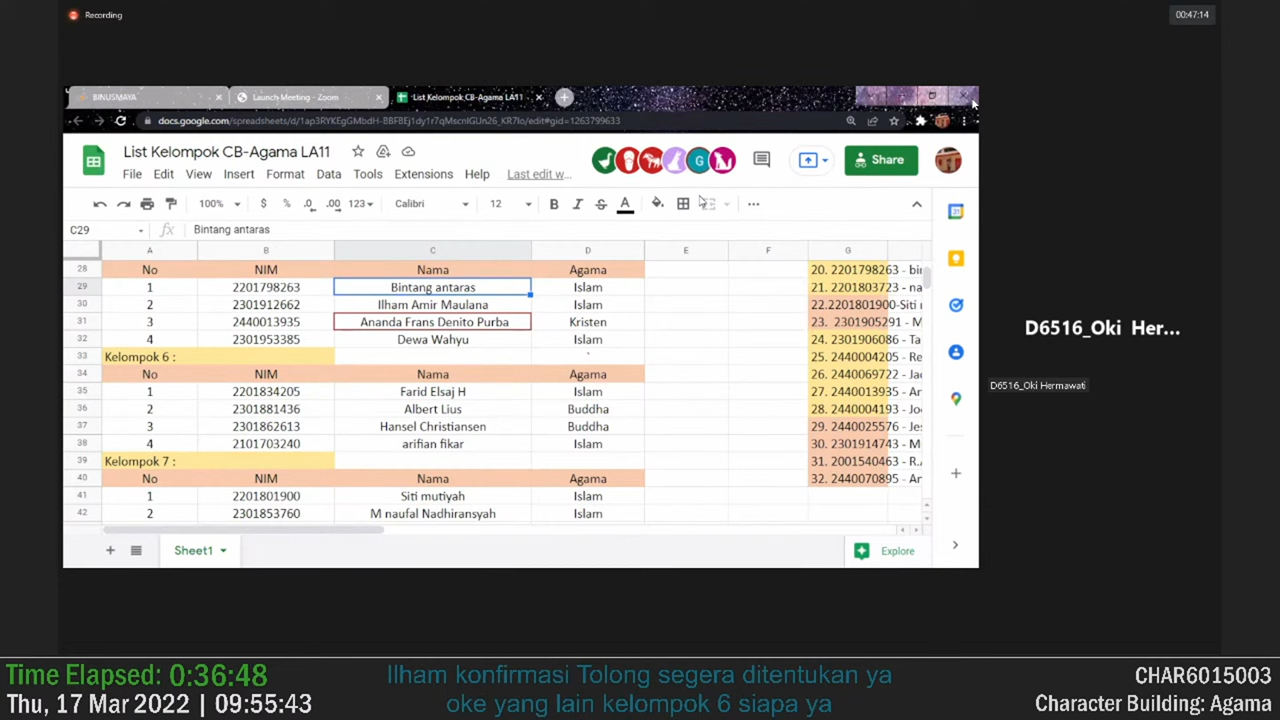 Recording
00:47:14
BINUSMAYA
Launch Meeting - Zoom
List Kelompok CB-Agama LA11
docs.google.com/spreadsheets/d/1ap3RYKEgGMbdH-BBFBEj1dy1r7qMscnIGUn26_KR7lo/edit#gid=1263799633
List Kelompok CB-Agama LA11
G
Share
File Edit View Insert Format Data Tools Extensions Help Last edit w...
100% $ % .0 .00 123 Calibri 12 B I S A ...
C29 fx Bintang antaras
A B C D E F G
28 No NIM Nama Agama 20. 2201798263 - bin
29 1 2201798263 Bintang antaras Islam 21. 2201803723 - na
30 2 2301912662 Ilham Amir Maulana Islam 22.2201801900-Siti
31 3 2440013935 Ananda Frans Denito Purba Kristen 23. 2301905291 - M
32 4 2301953385 Dewa Wahyu Islam 24. 2301906086 - Ta
33 Kelompok 6 : ` 25. 2440004205 - Re
34 No NIM Nama Agama 26. 2440069722 - Jac
35 1 2201834205 Farid Elsaj H Islam 27. 2440013935 - An
36 2 2301881436 Albert Lius Buddha 28. 2440004193 - Joe
37 3 2301862613 Hansel Christiansen Buddha 29. 2440025576 - Jes
38 4 2101703240 arifian fikar Islam 30. 2301914743 - M
39 Kelompok 7 : 31. 2001540463 - R.A
40 No NIM Nama Agama 32. 2440070895 - An
41 1 2201801900 Siti mutiyah Islam
42 2 2301853760 M naufal Nadhiransyah Islam
Sheet1
Explore
D6516_Oki Her...
D6516_Oki Hermawati
Time Elapsed: 0:36:48
Thu, 17 Mar 2022 | 09:55:43
Ilham konfirmasi Tolong segera ditentukan ya
oke yang lain kelompok 6 siapa ya
CHAR6015003
Character Building: Agama